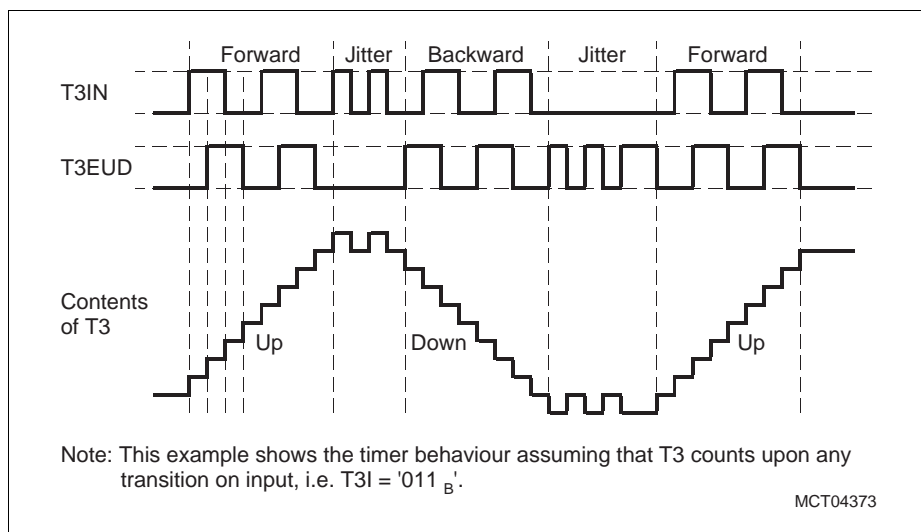 Forward Jitter Backward Jitter Forward
T3IN
T3EUD
Contents
of T3
Up Down Up
Note: This example shows the timer behaviour assuming that T3 counts upon any
transition on input, i.e. T3I = '011 B'.
MCT04373